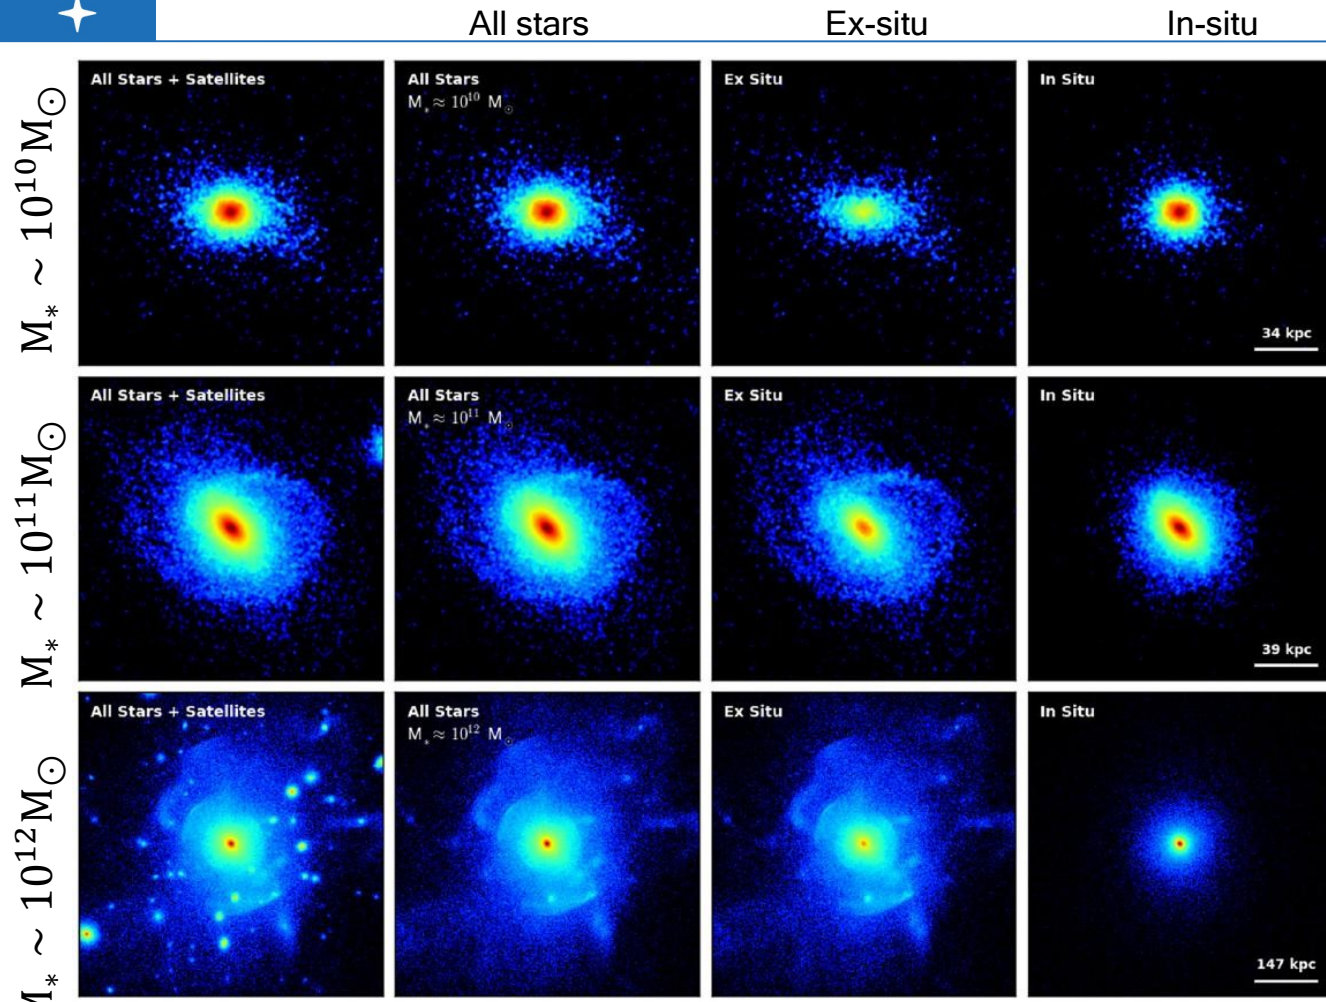 All stars Ex-situ In-situ
M* ~ 10¹⁰M☉
All Stars + Satellites
All Stars
M* ≈ 10¹⁰ M☉
Ex Situ
In Situ
34 kpc
M* ~ 10¹¹M☉
All Stars + Satellites
All Stars
M* ≈ 10¹¹ M☉
Ex Situ
In Situ
39 kpc
M* ~ 10¹²M☉
All Stars + Satellites
All Stars
M* ≈ 10¹² M☉
Ex Situ
In Situ
147 kpc